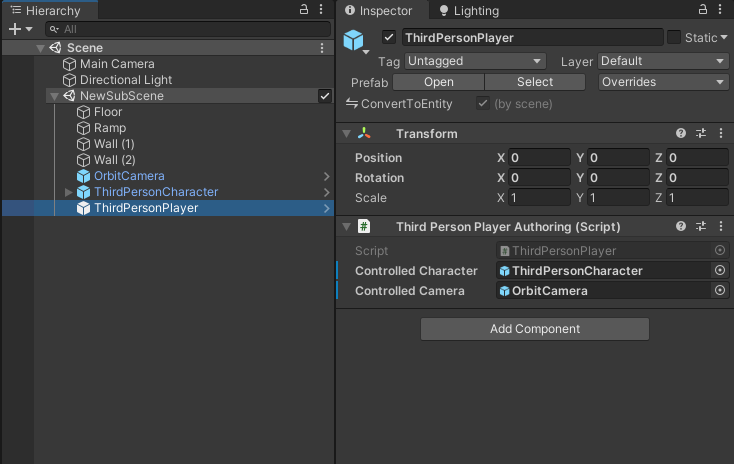 Hierarchy
All
Scene
Main Camera
Directional Light
NewSubScene
Floor
Ramp
Wall (1)
Wall (2)
OrbitCamera
ThirdPersonCharacter
ThirdPersonPlayer
Inspector Lighting
ThirdPersonPlayer Static
Tag Untagged Layer Default
Prefab Open Select Overrides
ConvertToEntity (by scene)
Transform
Position X 0 Y 0 Z 0
Rotation X 0 Y 0 Z 0
Scale X 1 Y 1 Z 1
# Third Person Player Authoring (Script)
Script # ThirdPersonPlayer
Controlled Character ThirdPersonCharacter
Controlled Camera OrbitCamera
Add Component